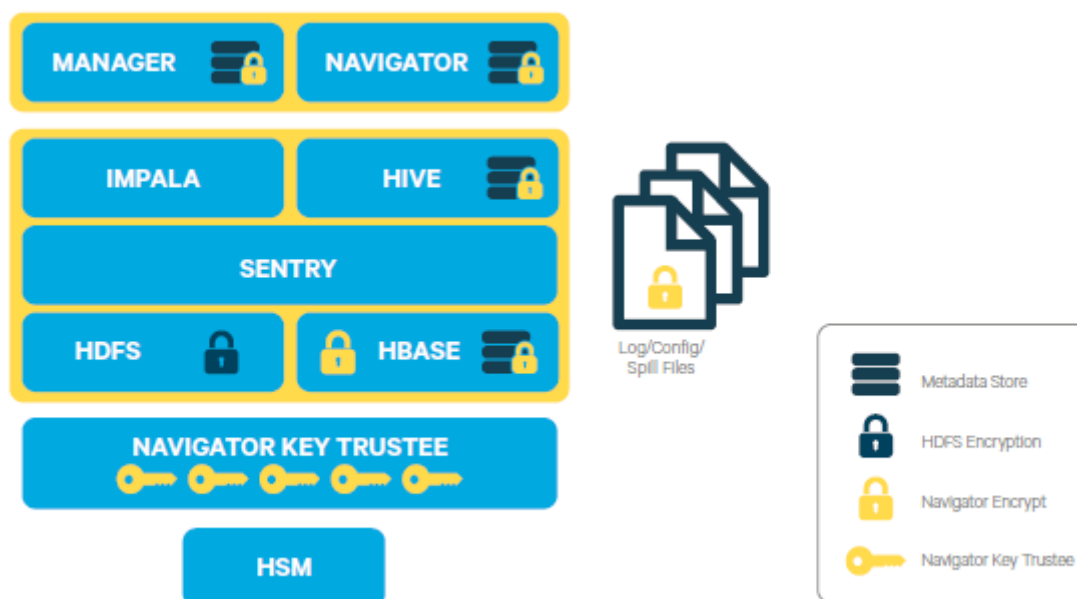 MANAGER
NAVIGATOR
IMPALA
HIVE
SENTRY
HDFS
HBASE
NAVIGATOR KEY TRUSTEE
HSM
Log/Config/
Spill Files
Metadata Store
HDFS Encryption
Navigator Encrypt
Navigator Key Trustee